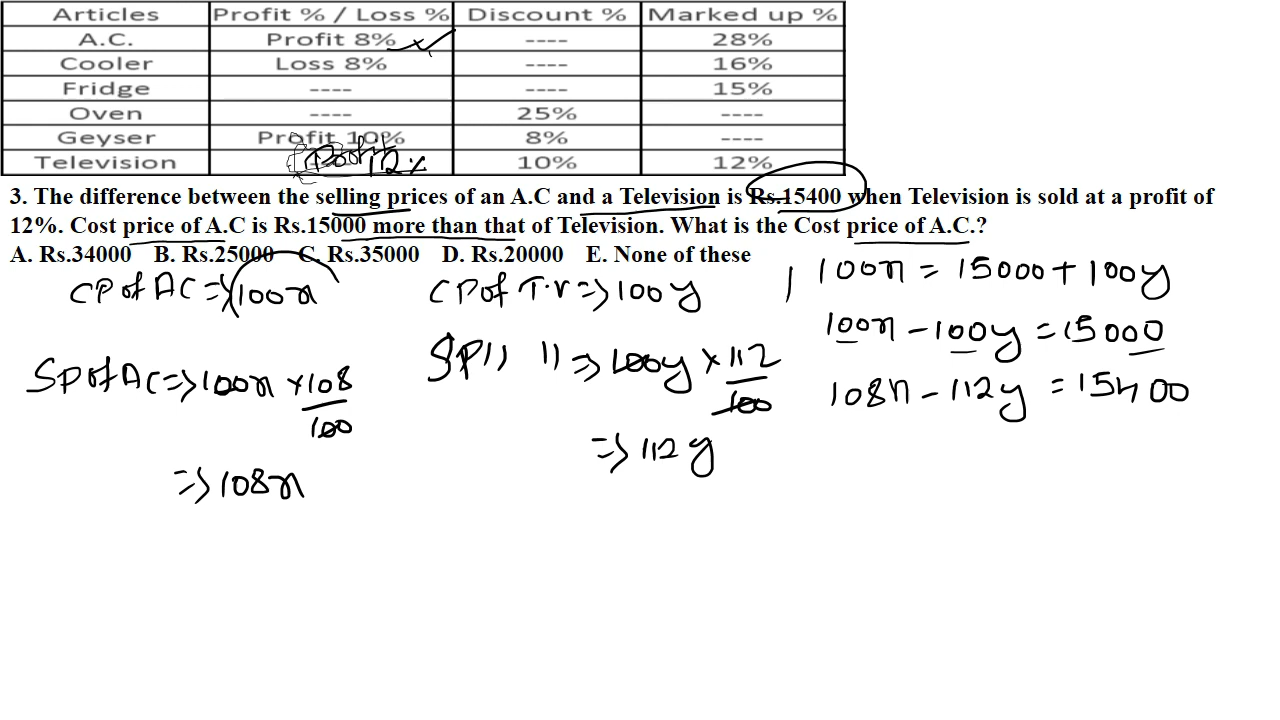 Articles Profit % / Loss % Discount % Marked up %
A.C. Profit 8% ---- 28%
Cooler Loss 8% ---- 16%
Fridge ---- ---- 15%
Oven ---- 25% ----
Geyser Profit 10% 8% ----
Television Profit 12% 10% 12%
3. The difference between the selling prices of an A.C and a Television is Rs.15400 when Television is sold at a profit of
12%. Cost price of A.C is Rs.15000 more than that of Television. What is the Cost price of A.C.?
A. Rs.34000 B. Rs.25000 C. Rs.35000 D. Rs.20000 E. None of these
CP of AC => 100x
SP of AC => 100x × 108/100
=> 108x
CP of T.V => 100y
SP 11 11 => 100y × 112/100
=> 112y
100x = 15000 + 100y
100x - 100y = 15000
108x - 112y = 15400